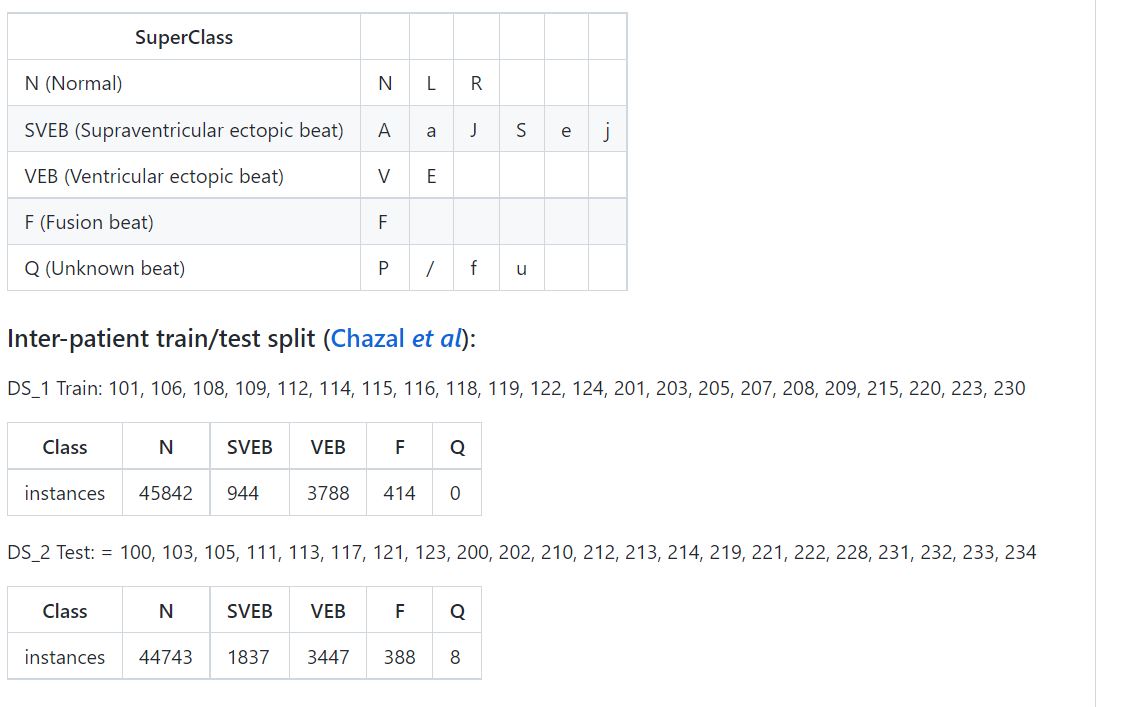 SuperClass
N (Normal) N L R
SVEB (Supraventricular ectopic beat) A a J S e j
VEB (Ventricular ectopic beat) V E
F (Fusion beat) F
Q (Unknown beat) P / f u
Inter-patient train/test split (Chazal et al):
DS_1 Train: 101, 106, 108, 109, 112, 114, 115, 116, 118, 119, 122, 124, 201, 203, 205, 207, 208, 209, 215, 220, 223, 230
Class N SVEB VEB F Q
instances 45842 944 3788 414 0
DS_2 Test: = 100, 103, 105, 111, 113, 117, 121, 123, 200, 202, 210, 212, 213, 214, 219, 221, 222, 228, 231, 232, 233, 234
Class N SVEB VEB F Q
instances 44743 1837 3447 388 8